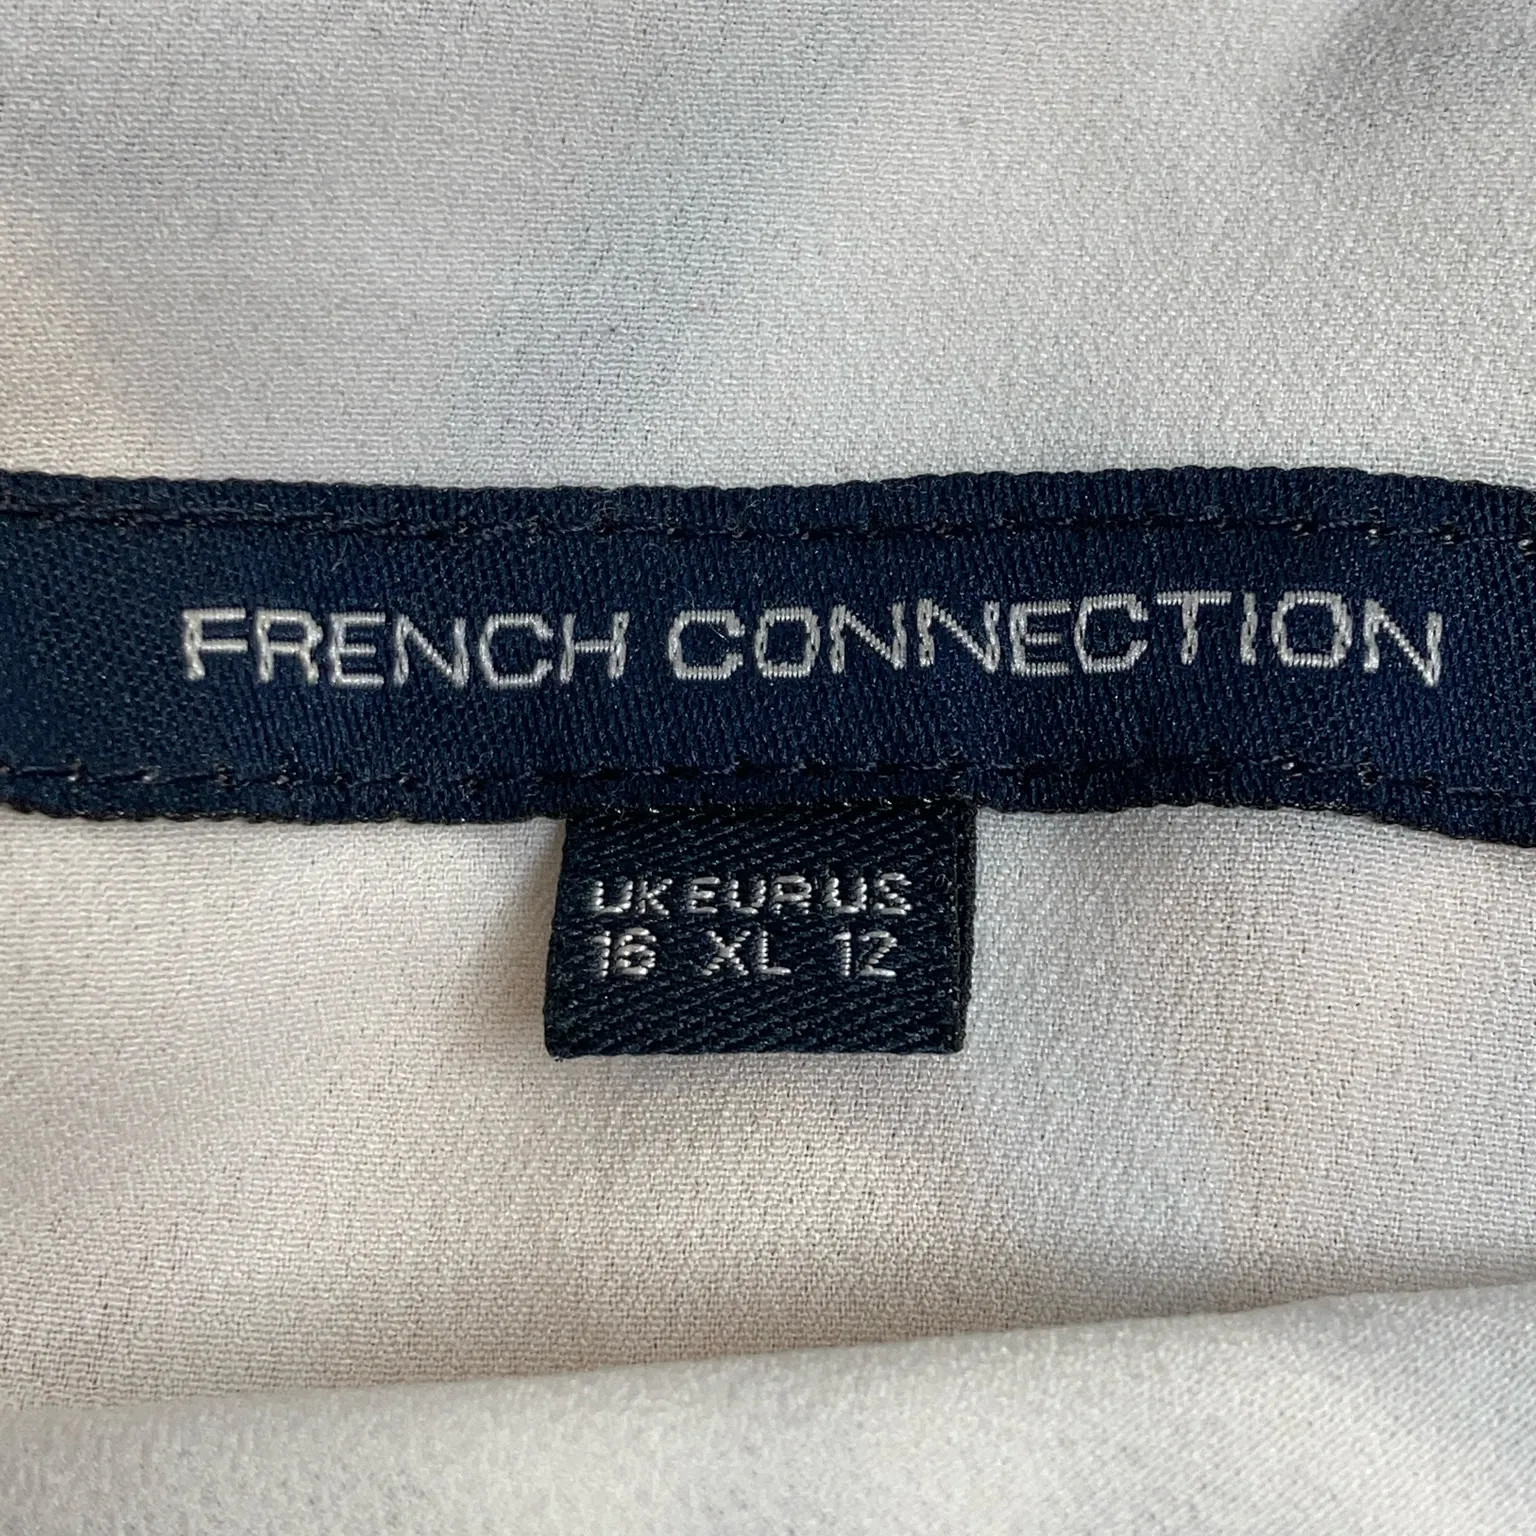 FRENCH CONNECTION
UK EUR US
16 XL 12